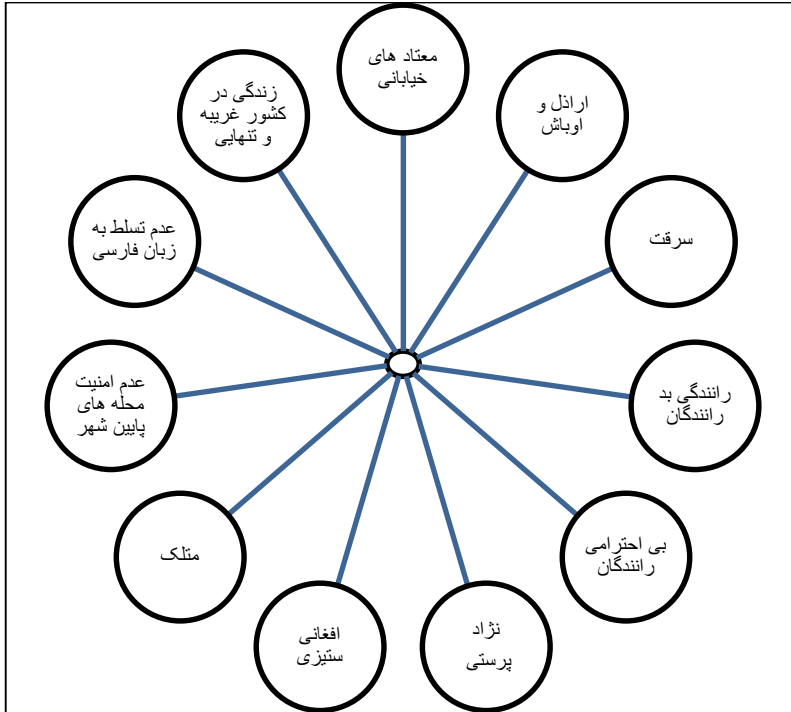 معتاد های
خیابانی
اراذل و
اوباش
سرقت
رانندگی بد
رانندگان
بی احترامی
رانندگان
نژاد
پرستی
افغانی
ستیزی
متلک
عدم امنیت
محله های
پایین شهر
عدم تسلط به
زبان فارسی
زندگی در
کشور غریبه
و تنهایی